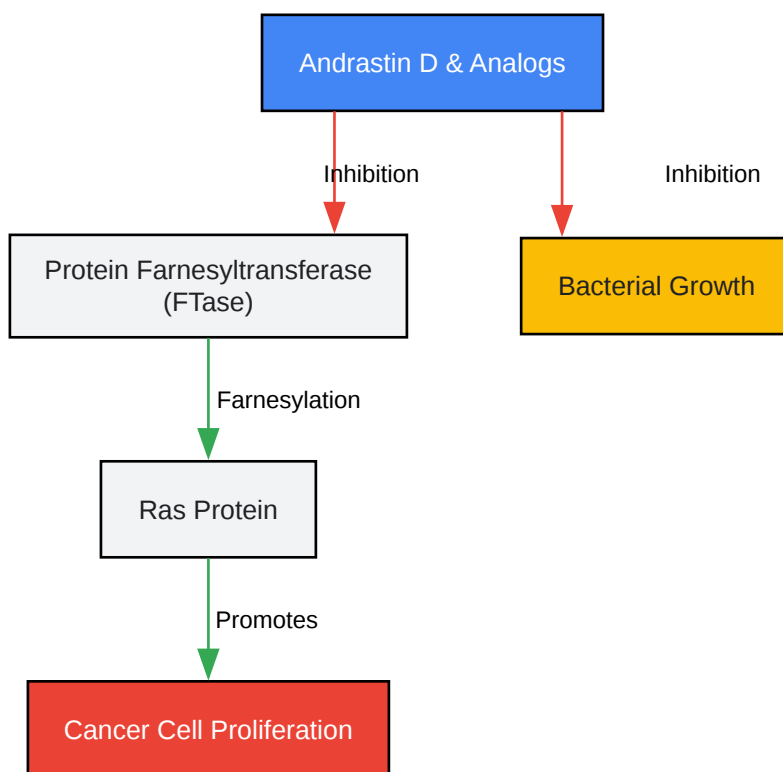 Andrastin D & Analogs
Inhibition
Inhibition
Protein Farnesyltransferase
(FTase)
Bacterial Growth
Farnesylation
Ras Protein
Promotes
Cancer Cell Proliferation